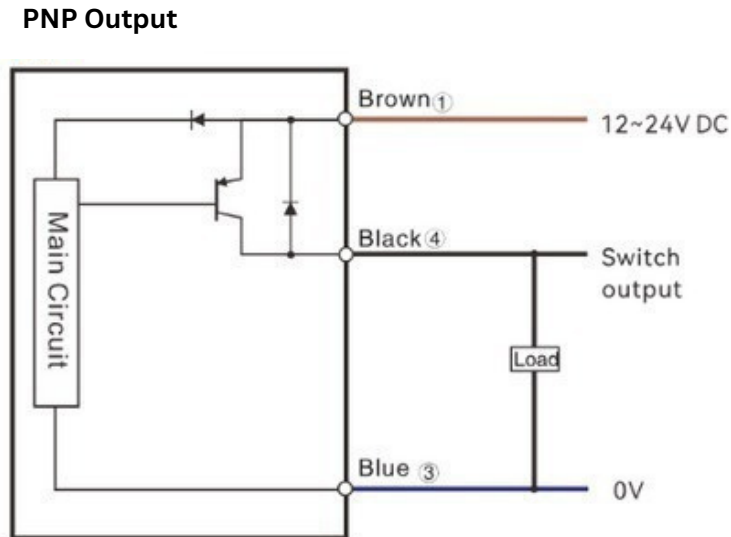 PNP Output
Brown①
12~24V DC
Main Circuit
Black④
Switch
output
Load
Blue ③
0V